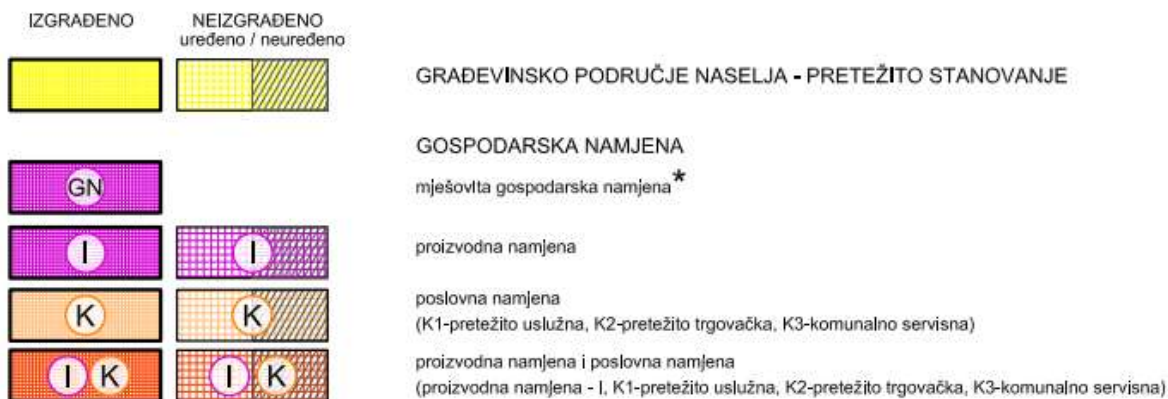 IZGRAĐENO
NEIZGRAĐENO
uređeno / neuređeno
GRAĐEVINSKO PODRUČJE NASELJA - PRETEŽITO STANOVANJE
GOSPODARSKA NAMJENA
GN
mješovita gospodarska namjena*
I I
proizvodna namjena
K K
poslovna namjena
(K1-pretežito uslužna, K2-pretežito trgovačka, K3-komunalno servisna)
I K I K
proizvodna namjena i poslovna namjena
(proizvodna namjena - I, K1-pretežito uslužna, K2-pretežito trgovačka, K3-komunalno servisna)